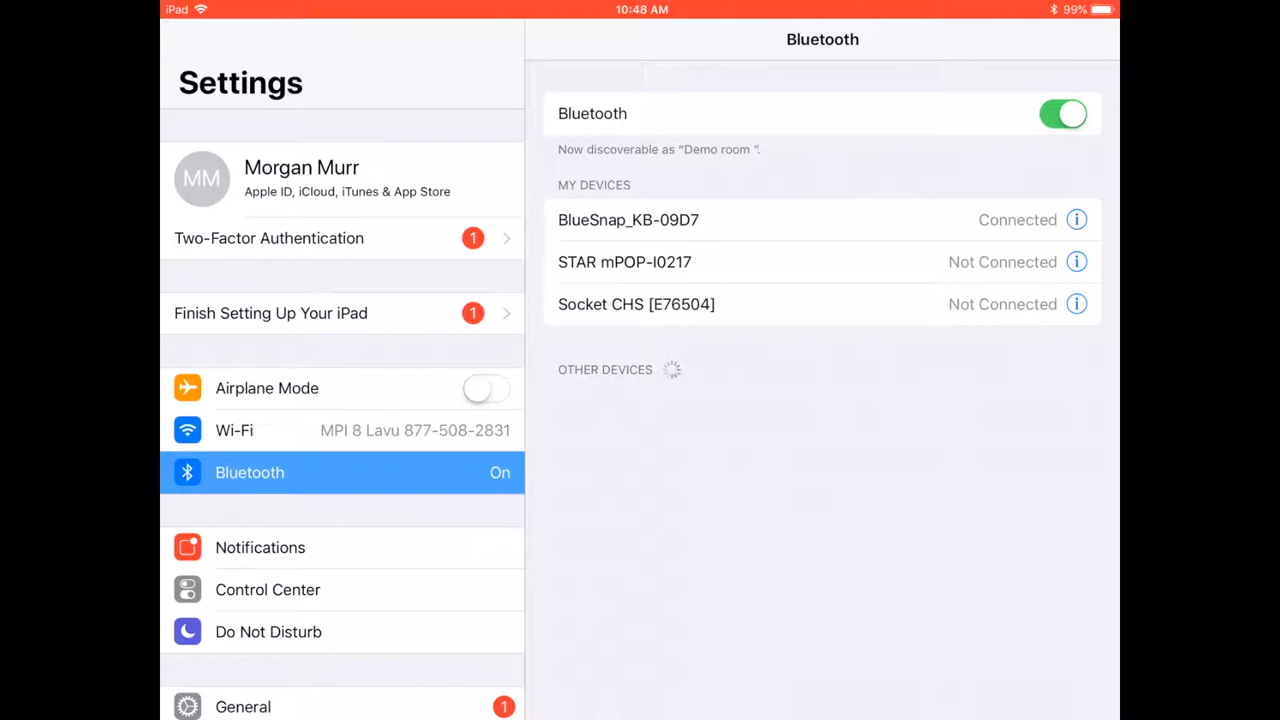 iPad 10:48 AM 99%
Settings
MM
Morgan Murr
Apple ID, iCloud, iTunes & App Store
Two-Factor Authentication 1
Finish Setting Up Your iPad 1
Airplane Mode
Wi-Fi MPI 8 Lavu 877-508-2831
Bluetooth On
Notifications
Control Center
Do Not Disturb
General 1
Bluetooth
Bluetooth
Now discoverable as “Demo room ”.
MY DEVICES
BlueSnap_KB-09D7 Connected
STAR mPOP-I0217 Not Connected
Socket CHS [E76504] Not Connected
OTHER DEVICES